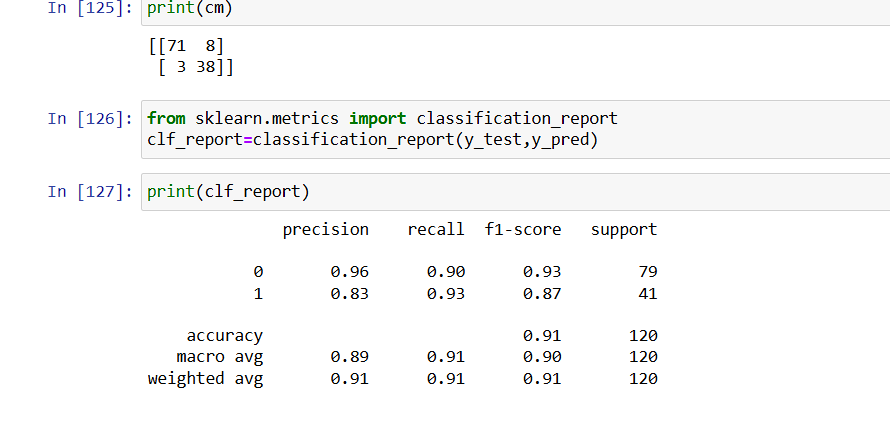 In [125]: print(cm)
[[71  8]
 [ 3 38]]
In [126]: from sklearn.metrics import classification_report
clf_report=classification_report(y_test,y_pred)
In [127]: print(clf_report)
precision recall f1-score support
0 0.96 0.90 0.93 79
1 0.83 0.93 0.87 41
accuracy 0.91 120
macro avg 0.89 0.91 0.90 120
weighted avg 0.91 0.91 0.91 120